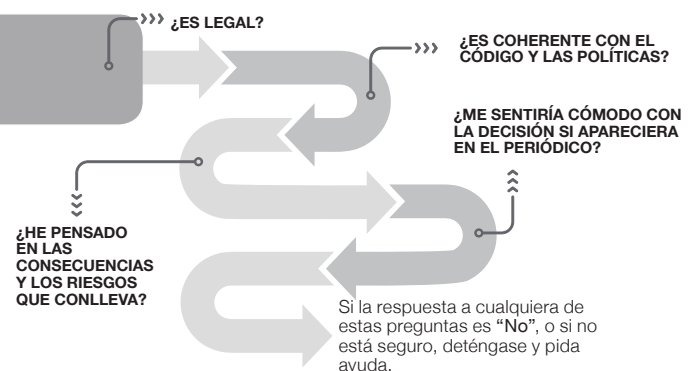 ¿ES LEGAL?
¿ES COHERENTE CON EL
CÓDIGO Y LAS POLÍTICAS?
¿HE PENSADO
EN LAS
CONSECUENCIAS
Y LOS RIESGOS
QUE CONLLEVA?
¿ME SENTIRÍA CÓMODO CON
LA DECISIÓN SI APARECIERA
EN EL PERIÓDICO?
Si la respuesta a cualquiera de
estas preguntas es “No”, o si no
está seguro, deténgase y pida
ayuda.